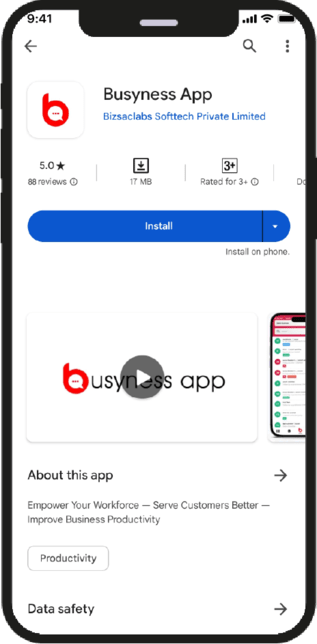 9:41
Busyness App
Bizsaclabs Softtech Private Limited
5.0★
88 reviews
17 MB
3+
Rated for 3+
Do
Install
Install on phone.
busyness app
About this app
Empower Your Workforce — Serve Customers Better —
Improve Business Productivity
Productivity
Data safety